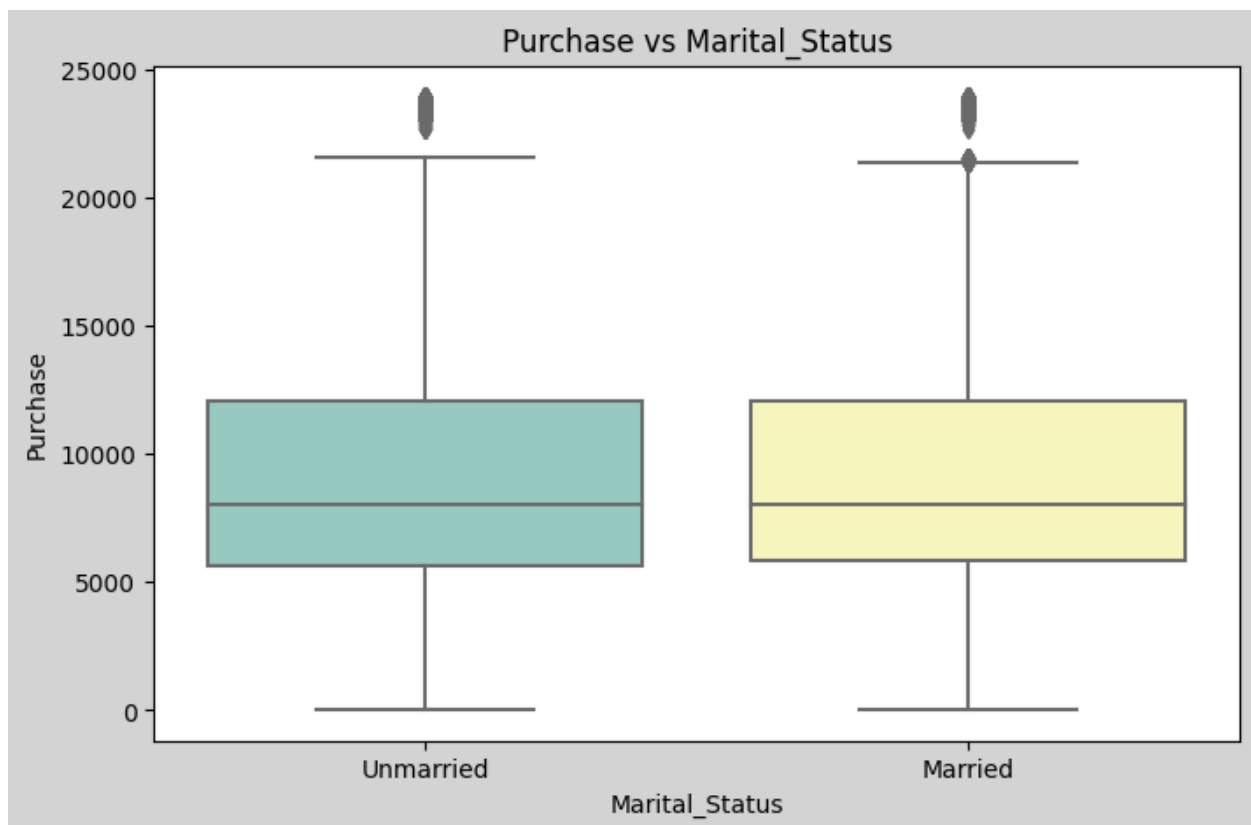 Purchase vs Marital_Status
25000
20000
15000
10000
5000
0
Purchase
Unmarried
Married
Marital_Status